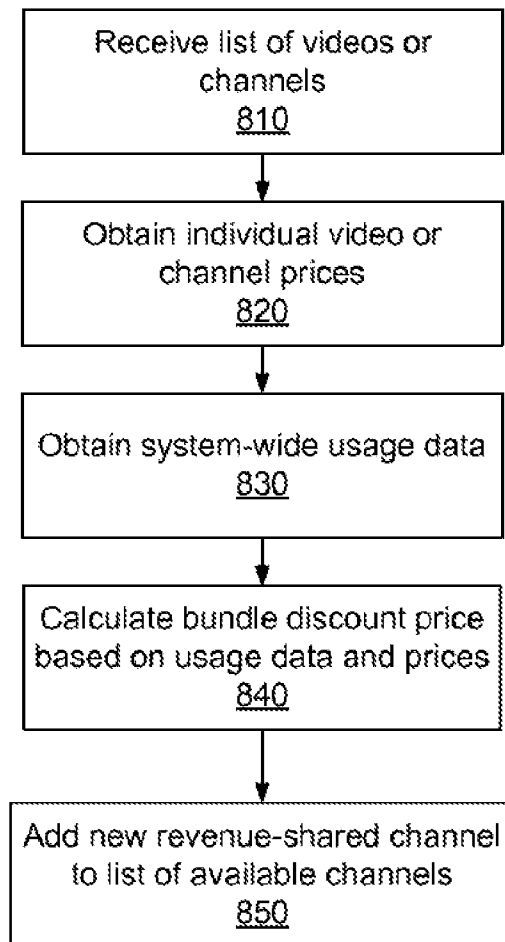 Receive list of videos or
channels
810
Obtain individual video or
channel prices
820
Obtain system-wide usage data
830
Calculate bundle discount price
based on usage data and prices
840
Add new revenue-shared channel
to list of available channels
850